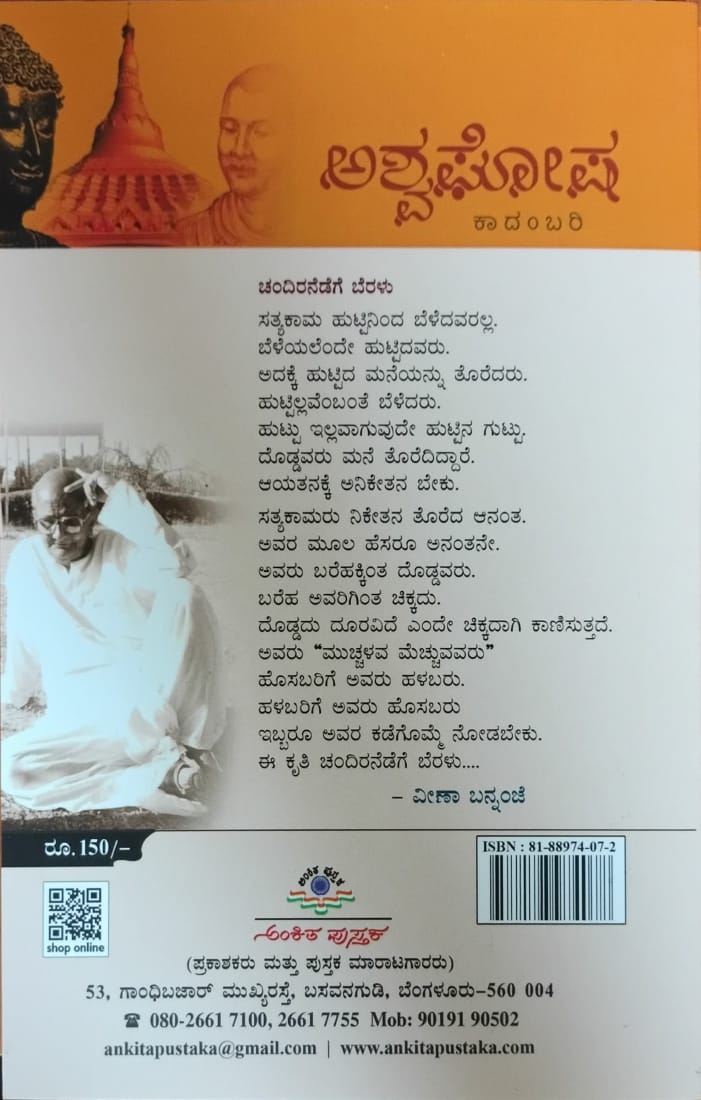 ಅಶ್ವಘೋಷ
ಕಾದಂಬರಿ
ಚಂದಿರನೆಡೆಗೆ ಬೆರಳು
ಸತ್ಯಕಾಮ ಹುಟ್ಟಿನಿಂದ ಬೆಳೆದವರಲ್ಲ.
ಬೆಳೆಯಲೆಂದೇ ಹುಟ್ಟಿದವರು.
ಅದಕ್ಕೆ ಹುಟ್ಟಿದ ಮನೆಯನ್ನು ತೊರೆದರು.
ಹುಟ್ಟಿಲ್ಲವೆಂಬಂತೆ ಬೆಳೆದರು.
ಹುಟ್ಟು ಇಲ್ಲವಾಗುವುದೇ ಹುಟ್ಟಿನ ಗುಟ್ಟು.
ದೊಡ್ಡವರು ಮನೆ ತೊರೆದಿದ್ದಾರೆ.
ಆಯತನಕ್ಕೆ ಅನಿಕೇತನ ಬೇಕು.
ಸತ್ಯಕಾಮರು ನಿಕೇತನ ತೊರೆದ ಆನಂತ.
ಅವರ ಮೂಲ ಹೆಸರೂ ಅನಂತನೇ.
ಅವರು ಬರೆಹಕ್ಕಿಂತ ದೊಡ್ಡವರು.
ಬರೆಹ ಅವರಿಗಿಂತ ಚಿಕ್ಕದು.
ದೊಡ್ಡದು ದೂರವಿದೆ ಎಂದೇ ಚಿಕ್ಕದಾಗಿ ಕಾಣಿಸುತ್ತದೆ.
ಅವರು “ಮುಚ್ಚಳವ ಮೆಚ್ಚುವವರು”
ಹೊಸಬರಿಗೆ ಅವರು ಹಳಬರು.
ಹಳಬರಿಗೆ ಅವರು ಹೊಸಬರು
ಇಬ್ಬರೂ ಅವರ ಕಡೆಗೊಮ್ಮೆ ನೋಡಬೇಕು.
ಈ ಕೃತಿ ಚಂದಿರನೆಡೆಗೆ ಬೆರಳು....
– ವೀಣಾ ಬನ್ನಂಜೆ
ರೂ. 150/–
ISBN : 81-88974-07-2
shop online
ಅಂಕಿತ ಪುಸ್ತಕ
ಅಂಕಿತ ಪುಸ್ತಕ
(ಪ್ರಕಾಶಕರು ಮತ್ತು ಪುಸ್ತಕ ಮಾರಾಟಗಾರರು)
53, ಗಾಂಧಿಬಜಾರ್ ಮುಖ್ಯರಸ್ತೆ, ಬಸವನಗುಡಿ, ಬೆಂಗಳೂರು–560 004
☎ 080-2661 7100, 2661 7755 Mob: 90191 90502
ankitapustaka@gmail.com | www.ankitapustaka.com